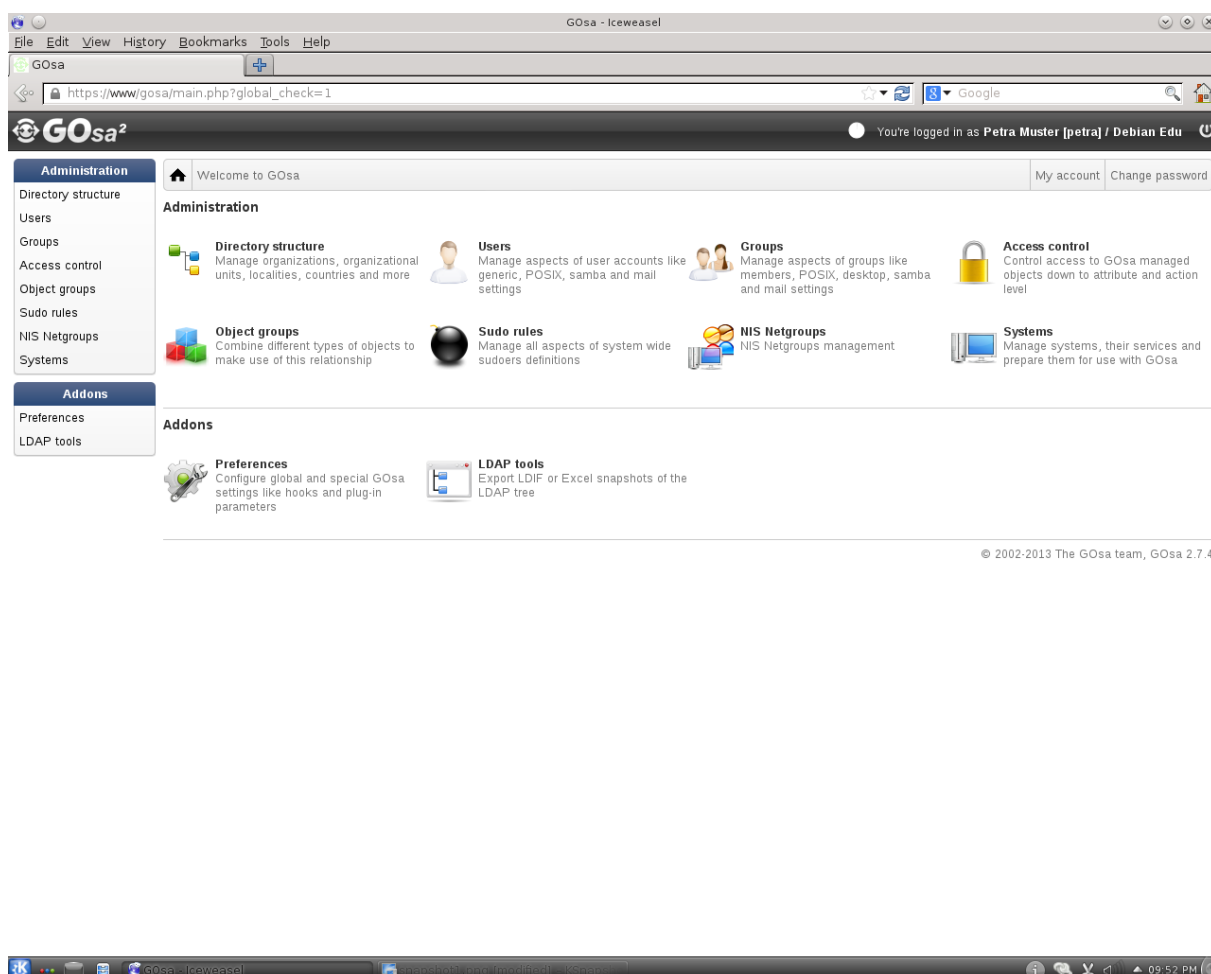 GOsa - Iceweasel
File Edit View History Bookmarks Tools Help
GOsa
https://www/gosa/main.php?global_check=1
8 Google
GOsa²
You're logged in as Petra Muster [petra] / Debian Edu
Administration
Directory structure
Users
Groups
Access control
Object groups
Sudo rules
NIS Netgroups
Systems
Addons
Preferences
LDAP tools
Welcome to GOsa
My account Change password
Administration
Directory structure
Manage organizations, organizational
units, localities, countries and more
Users
Manage aspects of user accounts like
generic, POSIX, samba and mail
settings
Groups
Manage aspects of groups like
members, POSIX, desktop, samba
and mail settings
Access control
Control access to GOsa managed
objects down to attribute and action
level
Object groups
Combine different types of objects to
make use of this relationship
Sudo rules
Manage all aspects of system wide
sudoers definitions
NIS Netgroups
NIS Netgroups management
Systems
Manage systems, their services and
prepare them for use with GOsa
Addons
Preferences
Configure global and special GOsa
settings like hooks and plug-in
parameters
LDAP tools
Export LDIF or Excel snapshots of the
LDAP tree
© 2002-2013 The GOsa team, GOsa 2.7.4
GOsa - Iceweasel
09:52 PM